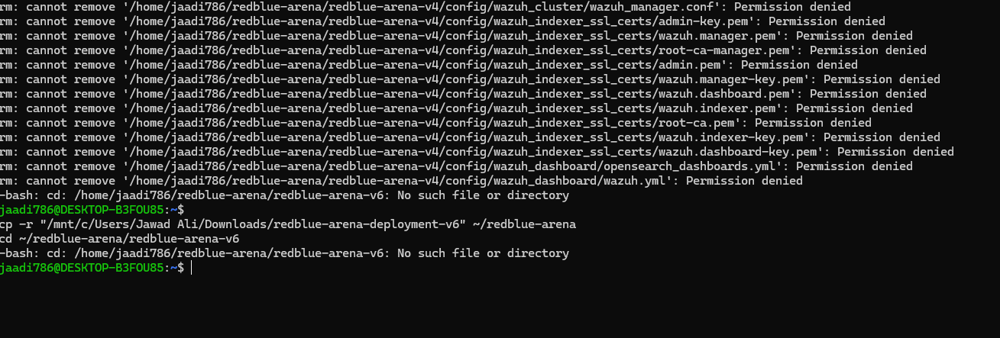 rm: cannot remove '/home/jaadi786/redblue-arena/redblue-arena-v4/config/wazuh_cluster/wazuh_manager.conf': Permission denied
rm: cannot remove '/home/jaadi786/redblue-arena/redblue-arena-v4/config/wazuh_indexer_ssl_certs/admin-key.pem': Permission denied
rm: cannot remove '/home/jaadi786/redblue-arena/redblue-arena-v4/config/wazuh_indexer_ssl_certs/wazuh.manager.pem': Permission denied
rm: cannot remove '/home/jaadi786/redblue-arena/redblue-arena-v4/config/wazuh_indexer_ssl_certs/root-ca-manager.pem': Permission denied
rm: cannot remove '/home/jaadi786/redblue-arena/redblue-arena-v4/config/wazuh_indexer_ssl_certs/admin.pem': Permission denied
rm: cannot remove '/home/jaadi786/redblue-arena/redblue-arena-v4/config/wazuh_indexer_ssl_certs/wazuh.manager-key.pem': Permission denied
rm: cannot remove '/home/jaadi786/redblue-arena/redblue-arena-v4/config/wazuh_indexer_ssl_certs/wazuh.dashboard.pem': Permission denied
rm: cannot remove '/home/jaadi786/redblue-arena/redblue-arena-v4/config/wazuh_indexer_ssl_certs/wazuh.indexer.pem': Permission denied
rm: cannot remove '/home/jaadi786/redblue-arena/redblue-arena-v4/config/wazuh_indexer_ssl_certs/root-ca.pem': Permission denied
rm: cannot remove '/home/jaadi786/redblue-arena/redblue-arena-v4/config/wazuh_indexer_ssl_certs/wazuh.indexer-key.pem': Permission denied
rm: cannot remove '/home/jaadi786/redblue-arena/redblue-arena-v4/config/wazuh_indexer_ssl_certs/wazuh.dashboard-key.pem': Permission denied
rm: cannot remove '/home/jaadi786/redblue-arena/redblue-arena-v4/config/wazuh_dashboard/opensearch_dashboards.yml': Permission denied
rm: cannot remove '/home/jaadi786/redblue-arena/redblue-arena-v4/config/wazuh_dashboard/wazuh.yml': Permission denied
-bash: cd: /home/jaadi786/redblue-arena/redblue-arena-v6: No such file or directory
jaadi786@DESKTOP-B3FOU85:~$
cp -r "/mnt/c/Users/Jawad Ali/Downloads/redblue-arena-deployment-v6" ~/redblue-arena
cd ~/redblue-arena/redblue-arena-v6
-bash: cd: /home/jaadi786/redblue-arena/redblue-arena-v6: No such file or directory
jaadi786@DESKTOP-B3FOU85:~$